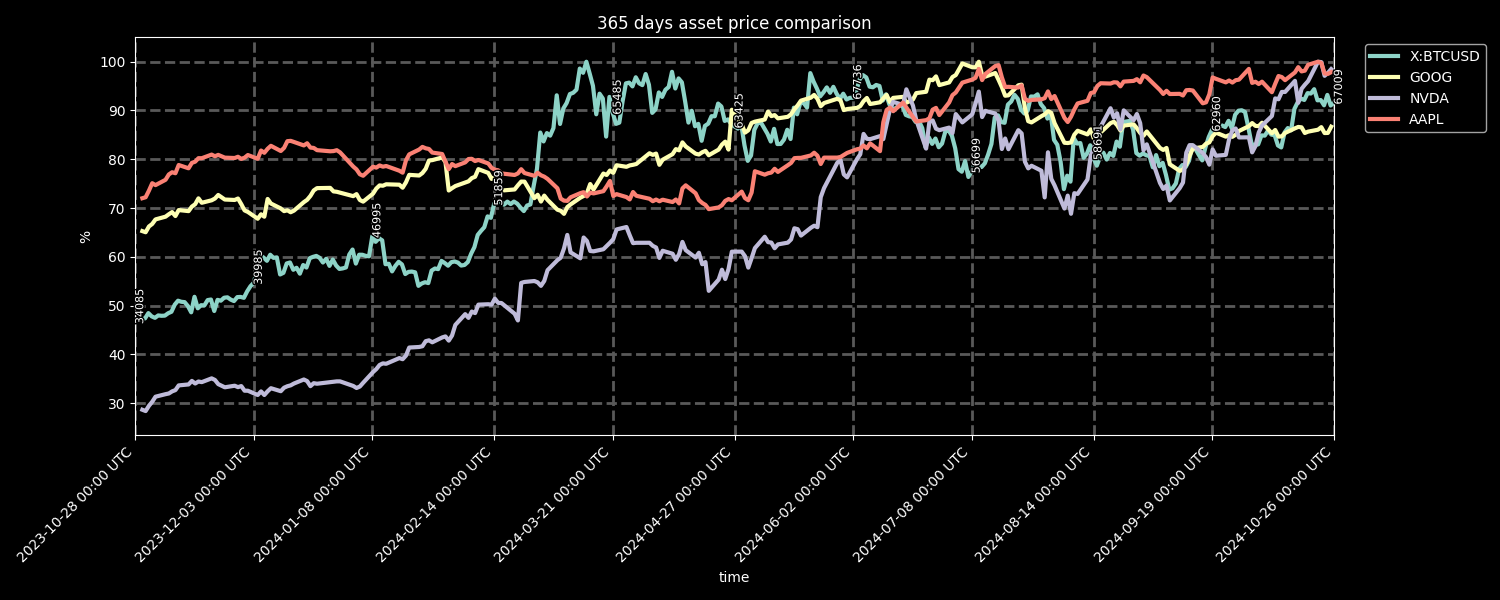 365 days asset price comparison
X:BTCUSD
GOOG
NVDA
AAPL
%
100
90
80
70
60
50
40
30
34085
39985
46995
51859
65485
63425
67736
56699
58691
62960
67009
2023-10-28 00:00 UTC
2023-12-03 00:00 UTC
2024-01-08 00:00 UTC
2024-02-14 00:00 UTC
2024-03-21 00:00 UTC
2024-04-27 00:00 UTC
2024-06-02 00:00 UTC
2024-07-08 00:00 UTC
2024-08-14 00:00 UTC
2024-09-19 00:00 UTC
2024-10-26 00:00 UTC
time